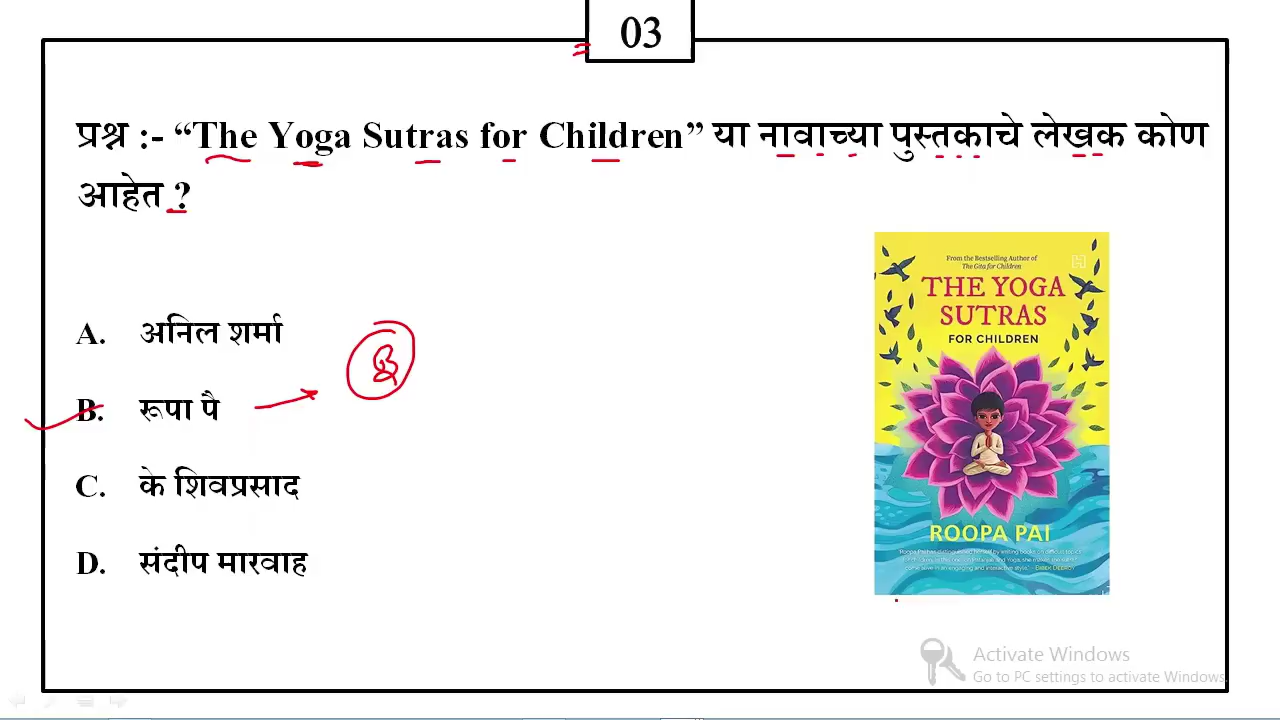 03
प्रश्न :- “The Yoga Sutras for Children” या नावाच्या पुस्तकाचे लेखक कोण
आहेत ?
A. अनिल शर्मा
B. रूपा पै
B
C. के शिवप्रसाद
D. संदीप मारवाह
From the Bestselling Author of
The Gita for Children
THE YOGA
SUTRAS
FOR CHILDREN
ROOPA PAI
Activate Windows
Go to PC settings to activate Windows.